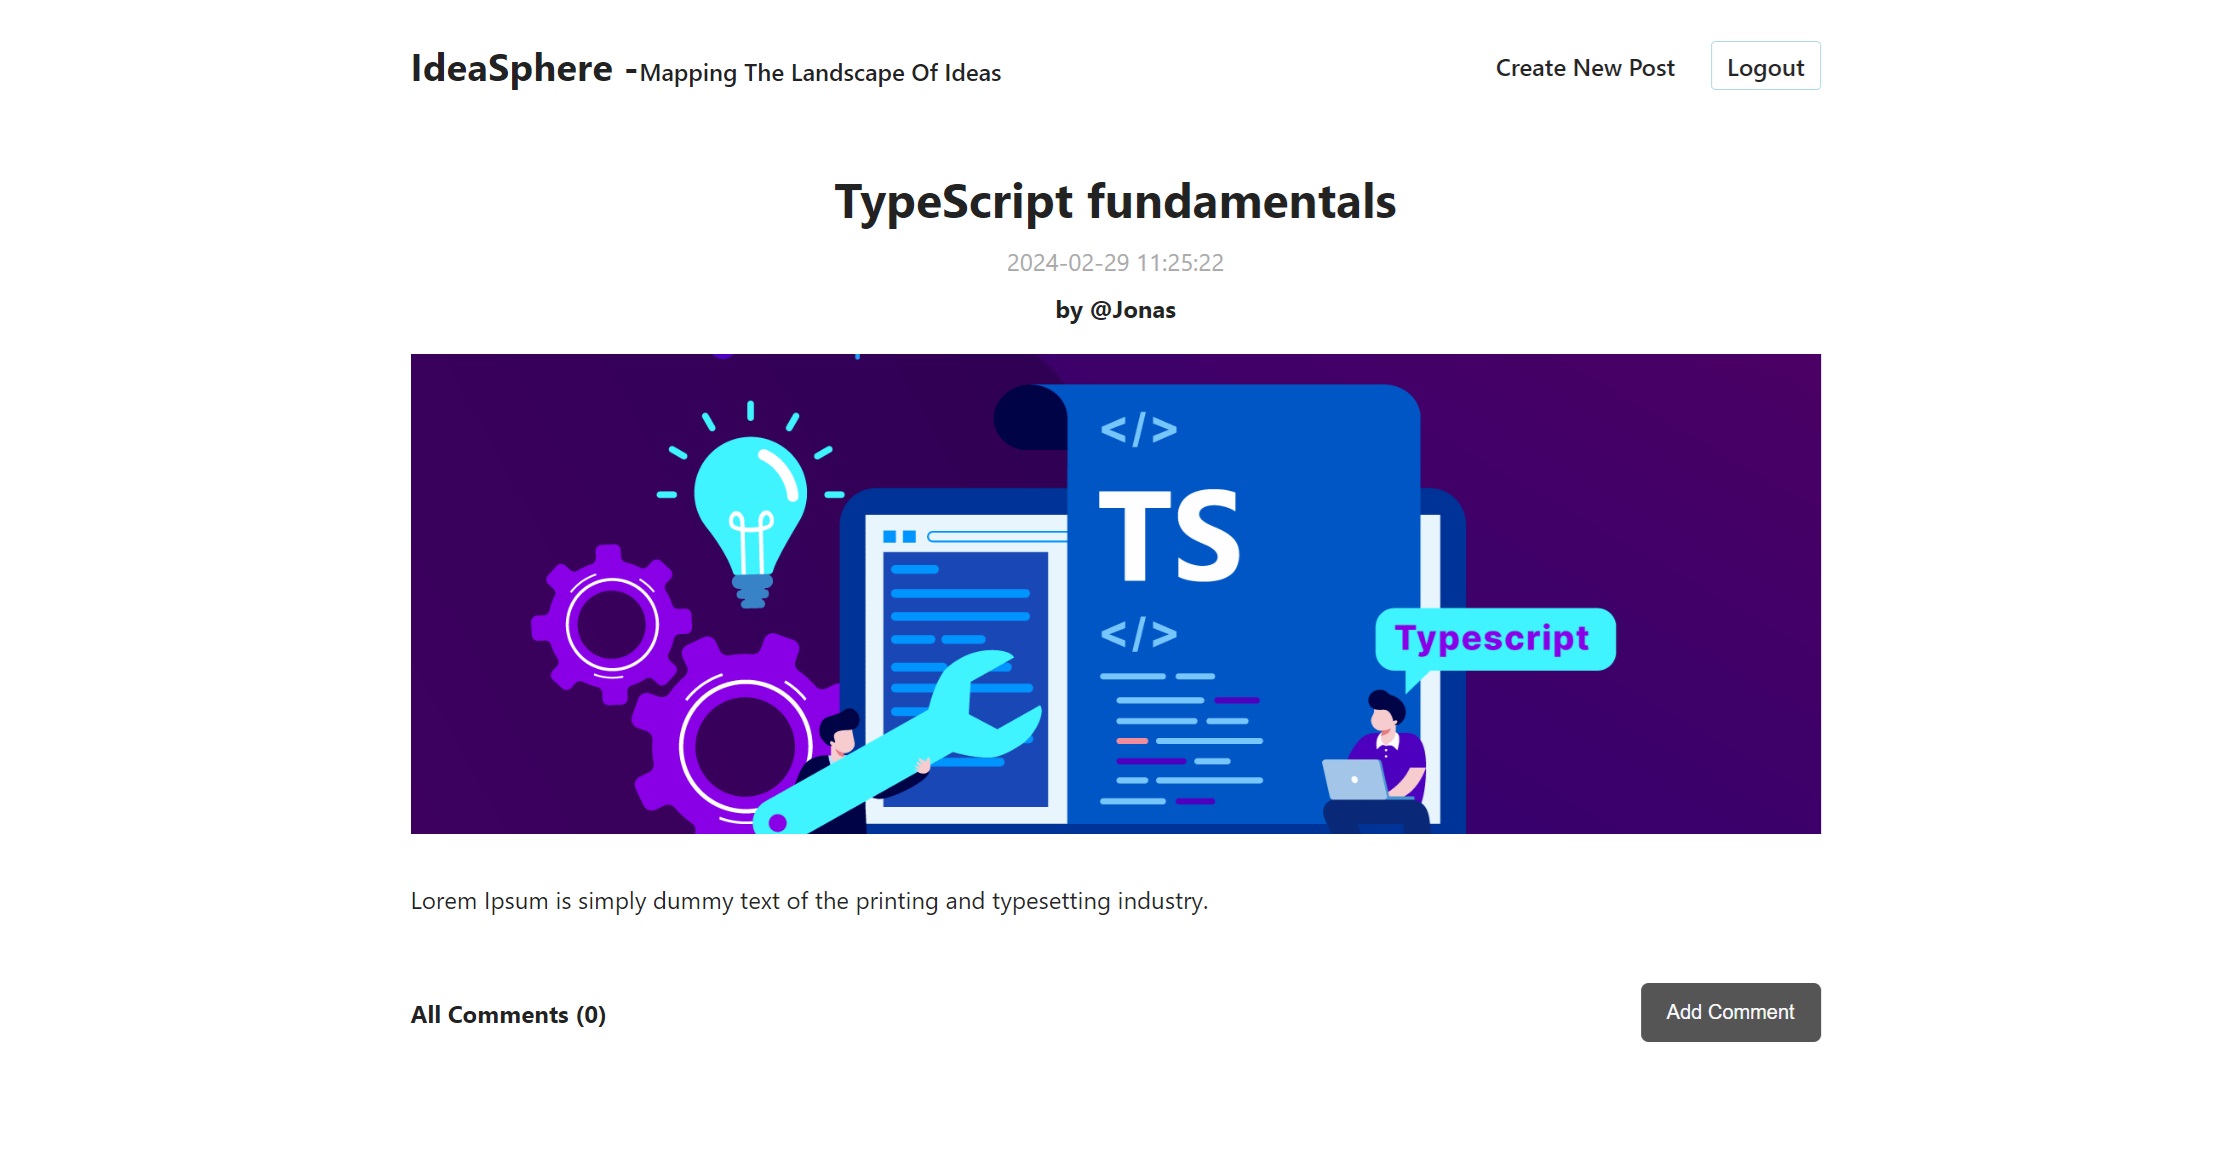 IdeaSphere -Mapping The Landscape Of Ideas
Create New Post
Logout
TypeScript fundamentals
2024-02-29 11:25:22
by @Jonas
</>
TS
</>
Typescript
Lorem Ipsum is simply dummy text of the printing and typesetting industry.
All Comments (0)
Add Comment